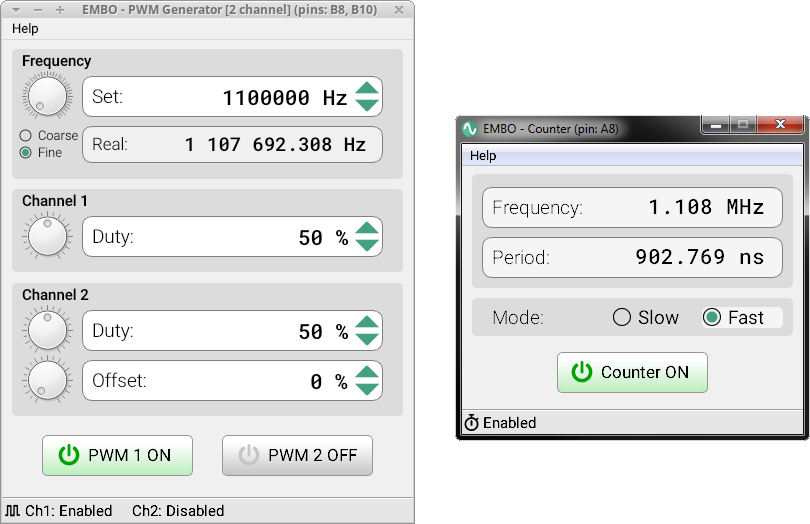 EMBO - PWM Generator [2 channel] (pins: B8, B10)
Help
Frequency
Set: 1100000 Hz
Coarse
Fine
Real: 1 107 692.308 Hz
Channel 1
Duty: 50 %
Channel 2
Duty: 50 %
Offset: 0 %
PWM 1 ON
PWM 2 OFF
Ch1: Enabled Ch2: Disabled
EMBO - Counter (pin: A8)
Help
Frequency: 1.108 MHz
Period: 902.769 ns
Mode: Slow Fast
Counter ON
Enabled